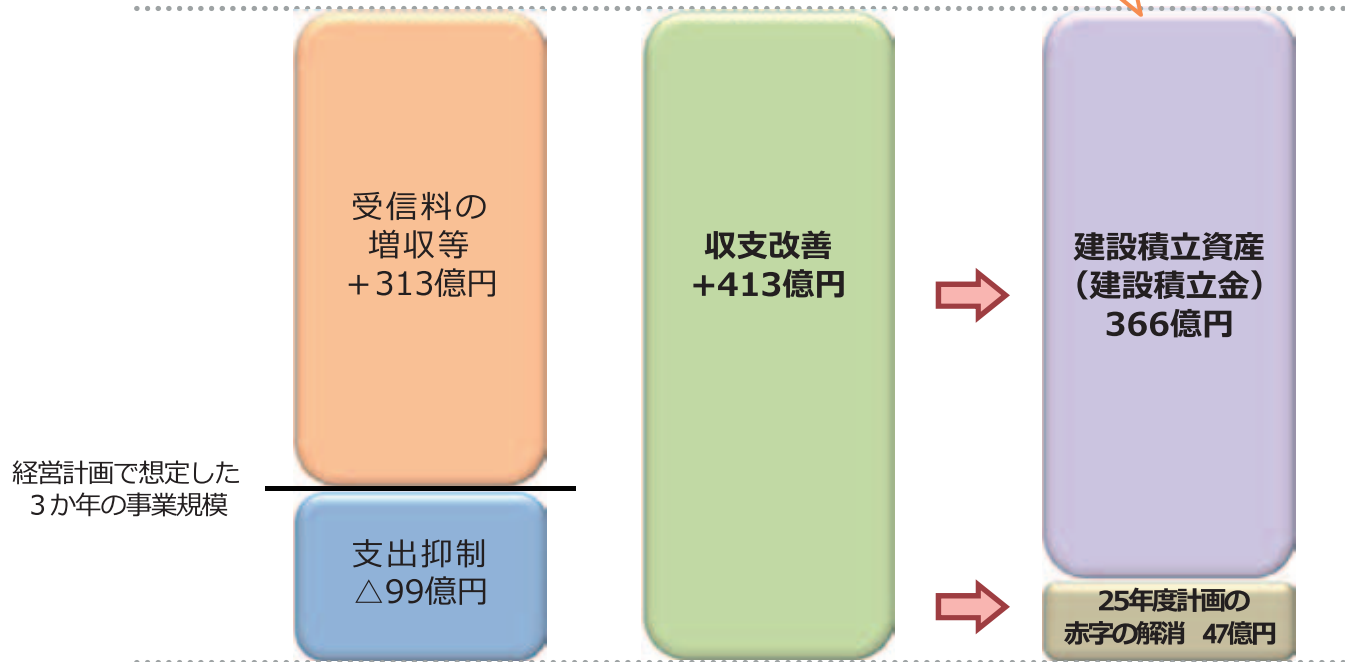 受信料の
増収等
＋313億円
収支改善
+413億円
建設積立資産
（建設積立金）
366億円
経営計画で想定した
３か年の事業規模
支出抑制
△99億円
25年度計画の
赤字の解消 47億円